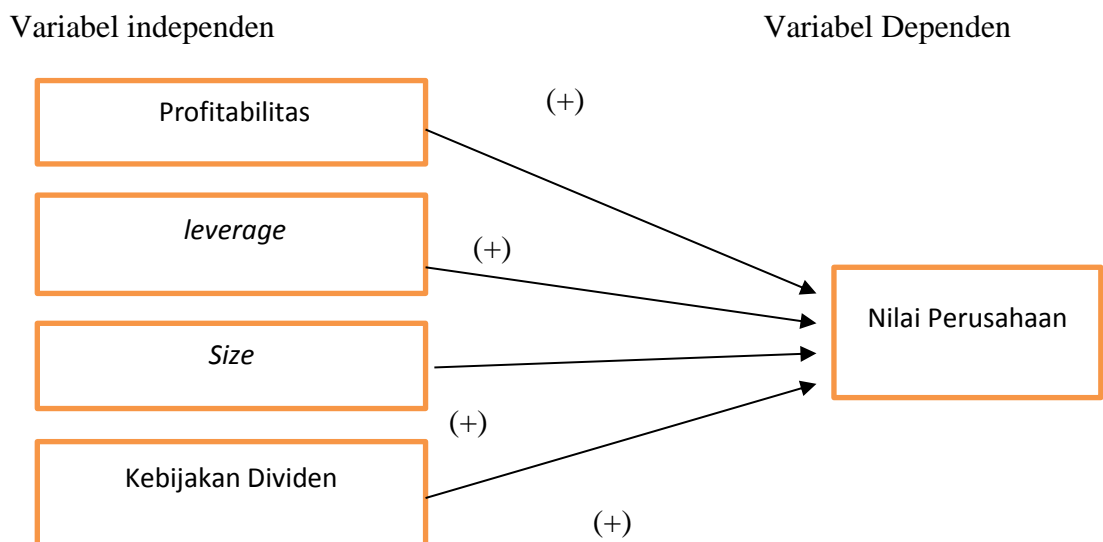 Variabel independen
Variabel Dependen
Profitabilitas
(+)
leverage
(+)
Nilai Perusahaan
Size
(+)
Kebijakan Dividen
(+)